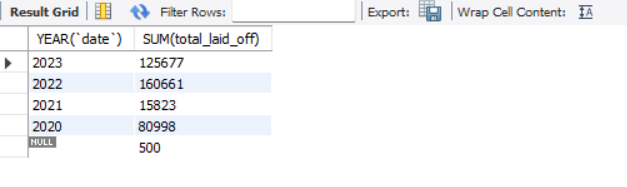 Result Grid Filter Rows: Export: Wrap Cell Content: IA
YEAR(`date`) SUM(total_laid_off)
2023 125677
2022 160661
2021 15823
2020 80998
NULL 500